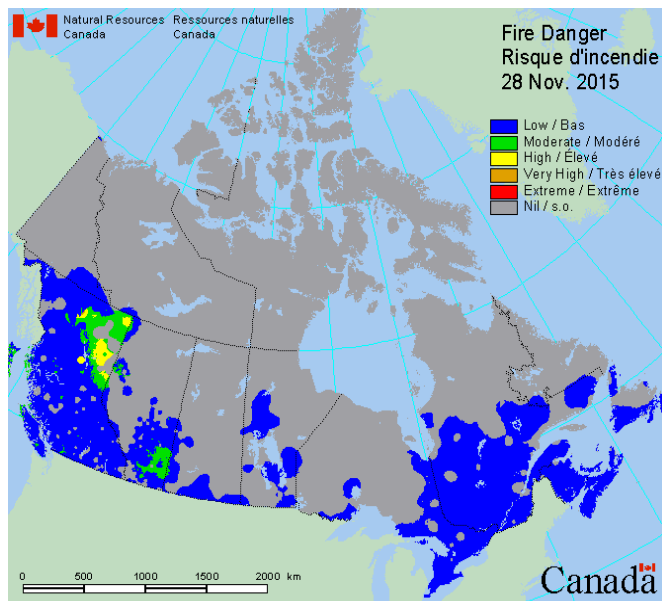 Natural Resources Ressources naturelles
Canada Canada
Fire Danger
Risque d'incendie
28 Nov. 2015
Low / Bas
Moderate / Modéré
High / Élevé
Very High / Très élevé
Extreme / Extrême
Nil / s.o.
0 500 1000 1500 2000 km
Canada